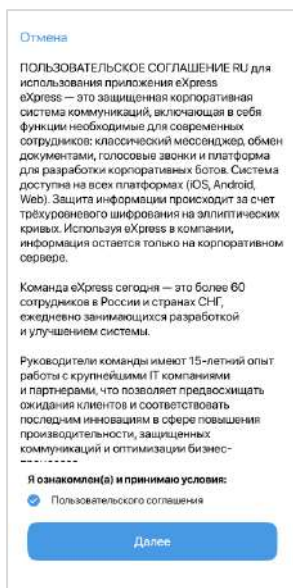 Отмена
ПОЛЬЗОВАТЕЛЬСКОЕ СОГЛАШЕНИЕ RU для
использования приложения eXpress
eXpress — это защищенная корпоративная
система коммуникаций, включающая в себя
функции необходимые для современных
сотрудников: классический мессенджер, обмен
документами, голосовые звонки и платформа
для разработки корпоративных ботов. Система
доступна на всех платформах (iOS, Android,
Web). Защита информации происходит за счет
трёхуровневого шифрования на эллиптических
кривых. Используя eXpress в компании,
информация остается только на корпоративном
сервере.
Команда eXpress сегодня — это более 60
сотрудников в России и странах СНГ,
ежедневно занимающихся разработкой
и улучшением системы.
Руководители команды имеют 15-летний опыт
работы с крупнейшими IT компаниями
и партнерами, что позволяет предвосхищать
ожидания клиентов и соответствовать
последним инновациям в сфере повышения
производительности, защищенных
коммуникаций и оптимизации бизнес-
Я ознакомлен(а) и принимаю условия:
Пользовательского соглашения
Далее